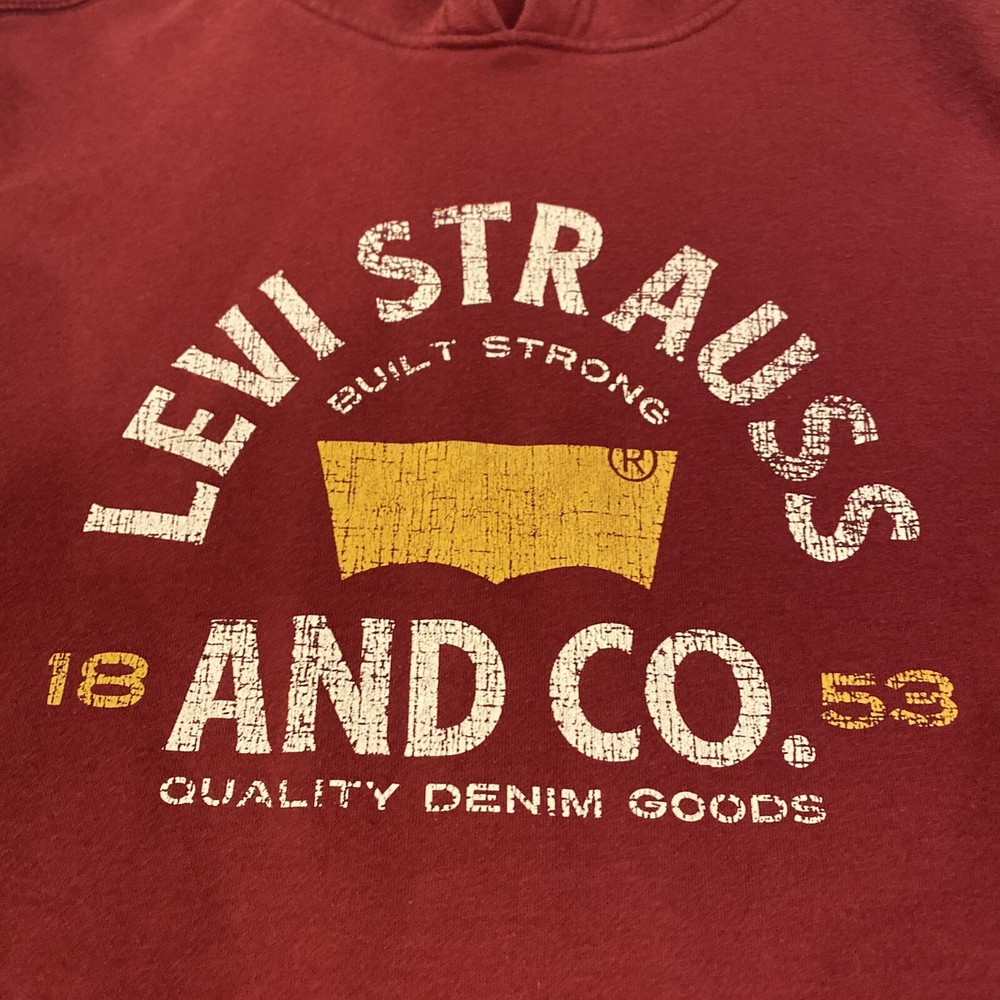 LEVI STRAUSS
BUILT STRONG
®
18 AND CO. 53
QUALITY DENIM GOODS